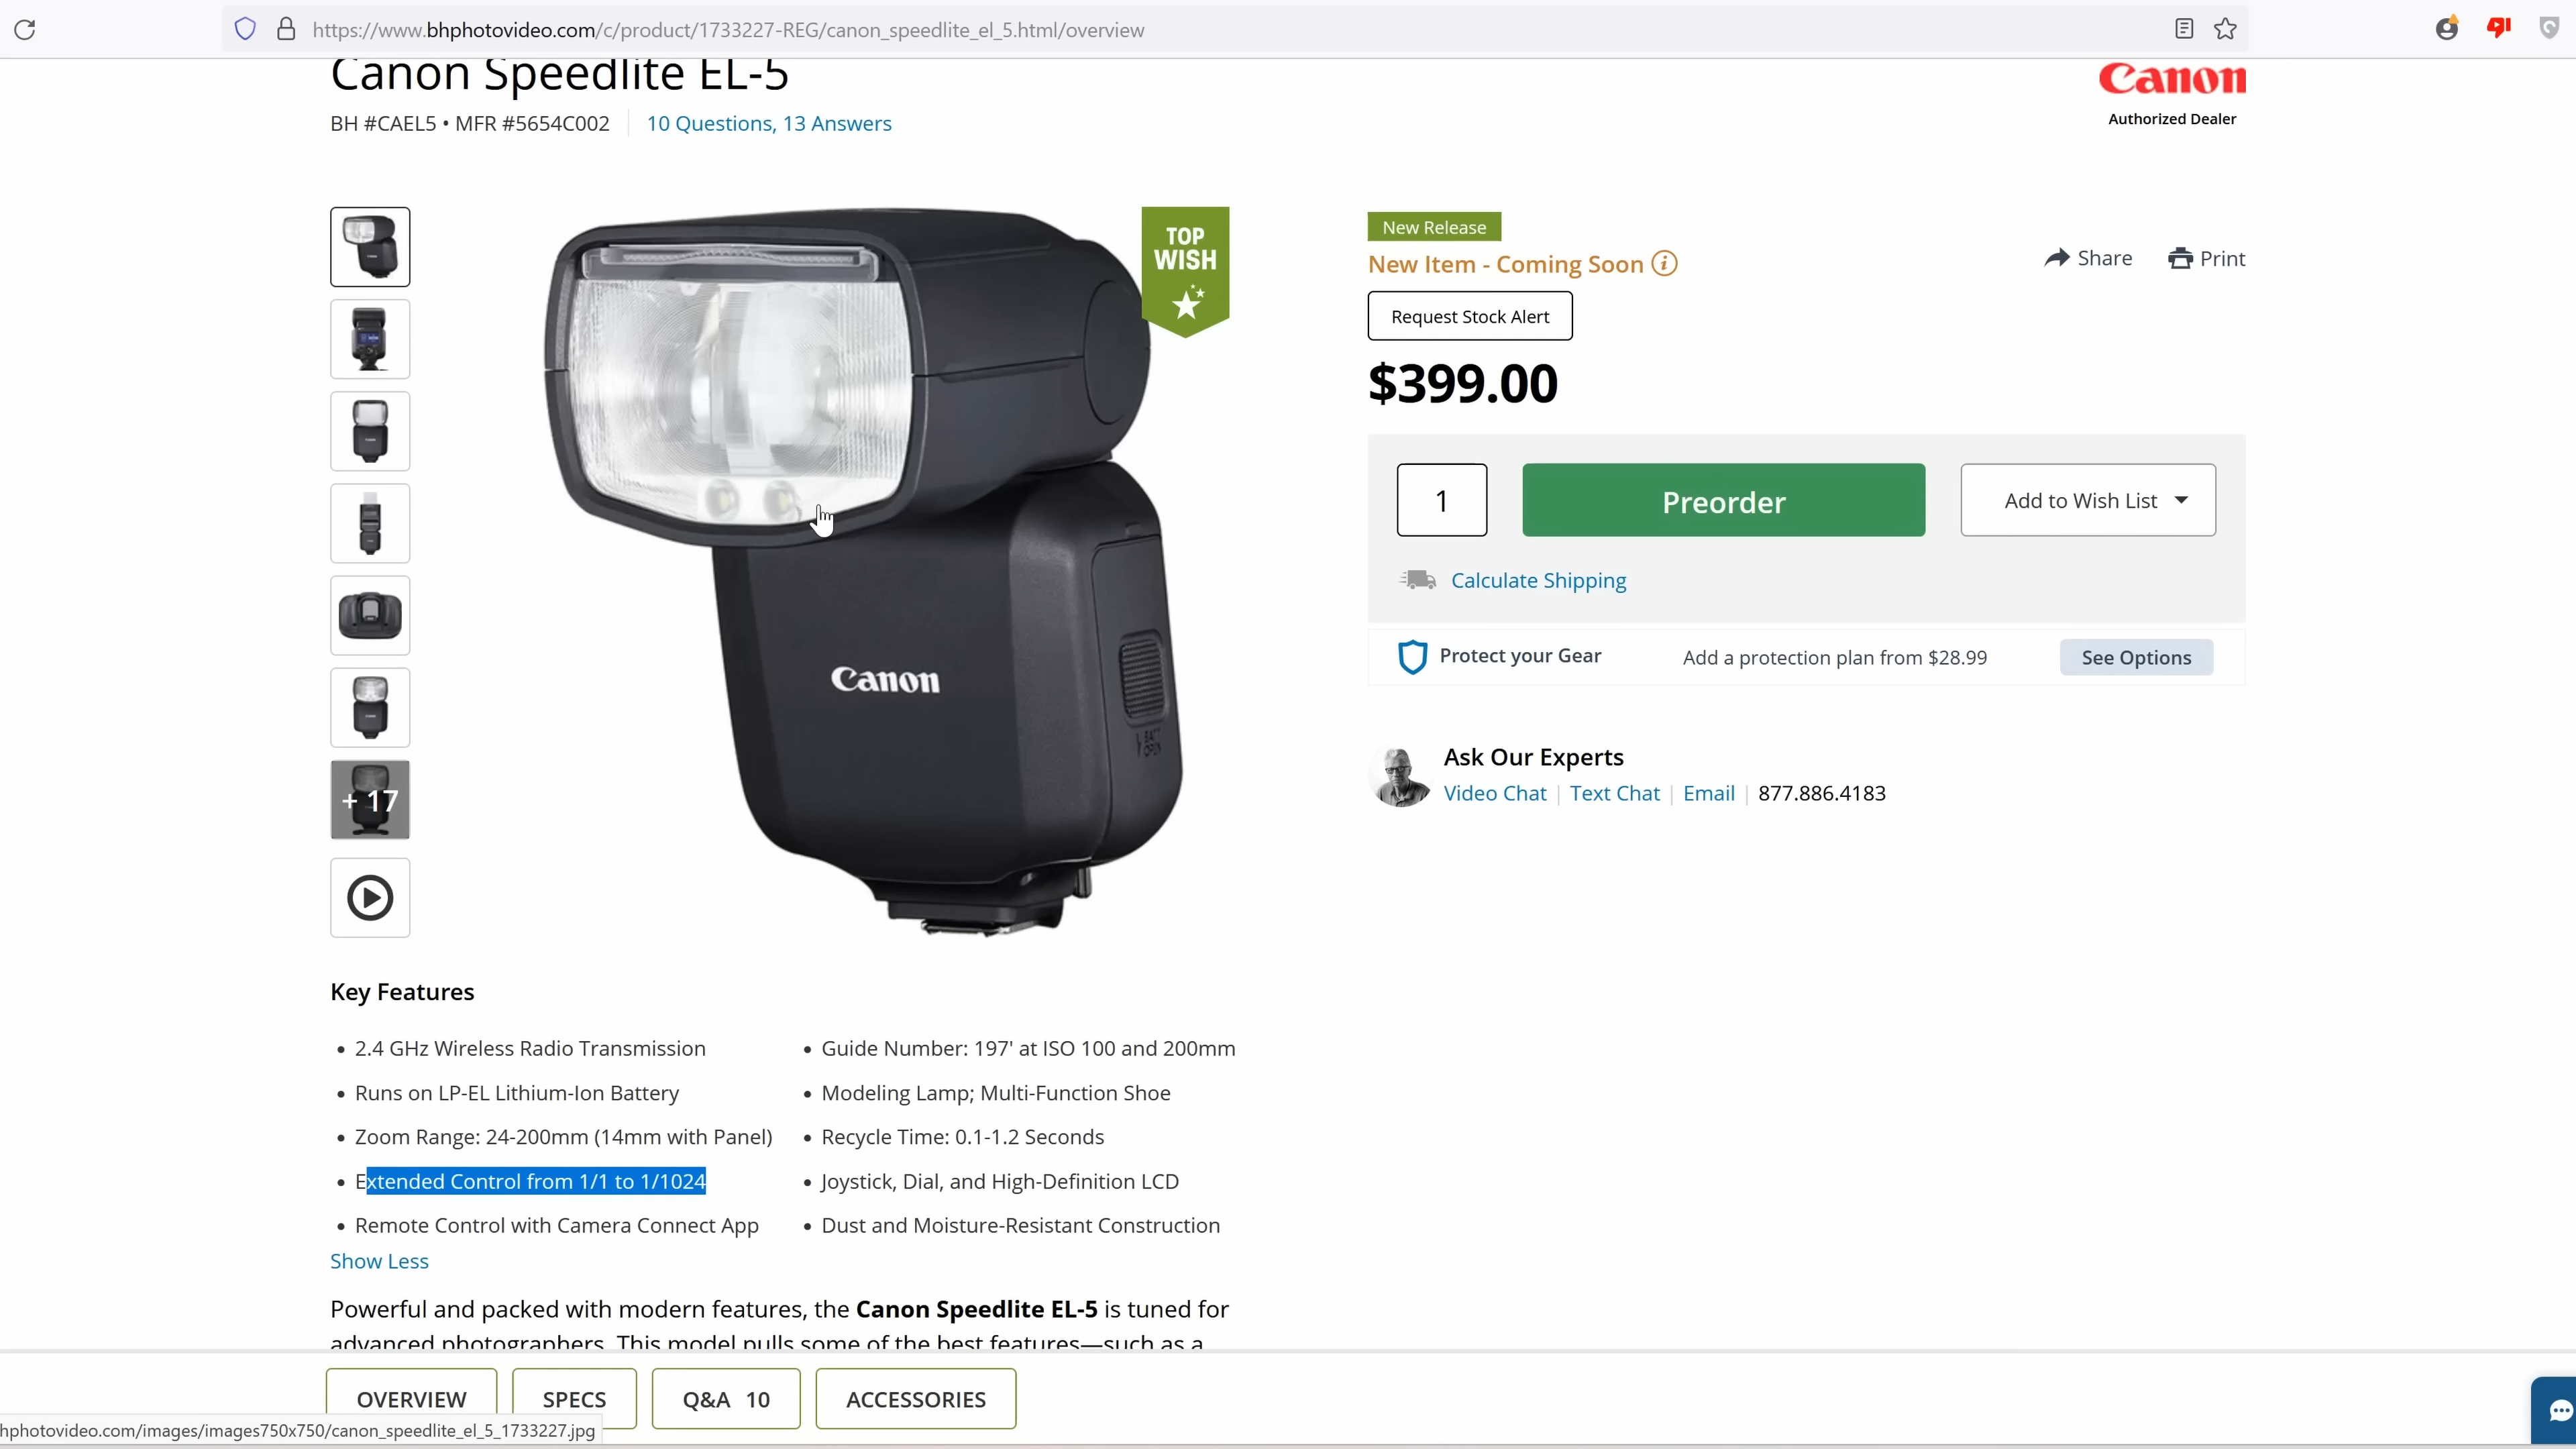 https://www.bhphotovideo.com/c/product/1733227-REG/canon_speedlite_el_5.html/overview
Canon Speedlite EL-5
Canon
Authorized Dealer
BH #CAEL5 • MFR #5654C002
10 Questions, 13 Answers
TOP
WISH
New Release
New Item - Coming Soon
Share
Print
Request Stock Alert
$399.00
1
Preorder
Add to Wish List
Calculate Shipping
Protect your Gear
Add a protection plan from $28.99
See Options
Canon
BATT
OPEN
Ask Our Experts
Video Chat | Text Chat | Email | 877.886.4183
+ 17
Key Features
• 2.4 GHz Wireless Radio Transmission
• Runs on LP-EL Lithium-Ion Battery
• Zoom Range: 24-200mm (14mm with Panel)
• Extended Control from 1/1 to 1/1024
• Remote Control with Camera Connect App
• Guide Number: 197' at ISO 100 and 200mm
• Modeling Lamp; Multi-Function Shoe
• Recycle Time: 0.1-1.2 Seconds
• Joystick, Dial, and High-Definition LCD
• Dust and Moisture-Resistant Construction
Show Less
Powerful and packed with modern features, the Canon Speedlite EL-5 is tuned for
advanced photographers. This model pulls some of the best features—such as a
OVERVIEW
SPECS
Q&A 10
ACCESSORIES
hphotovideo.com/images/images750x750/canon_speedlite_el_5_1733227.jpg